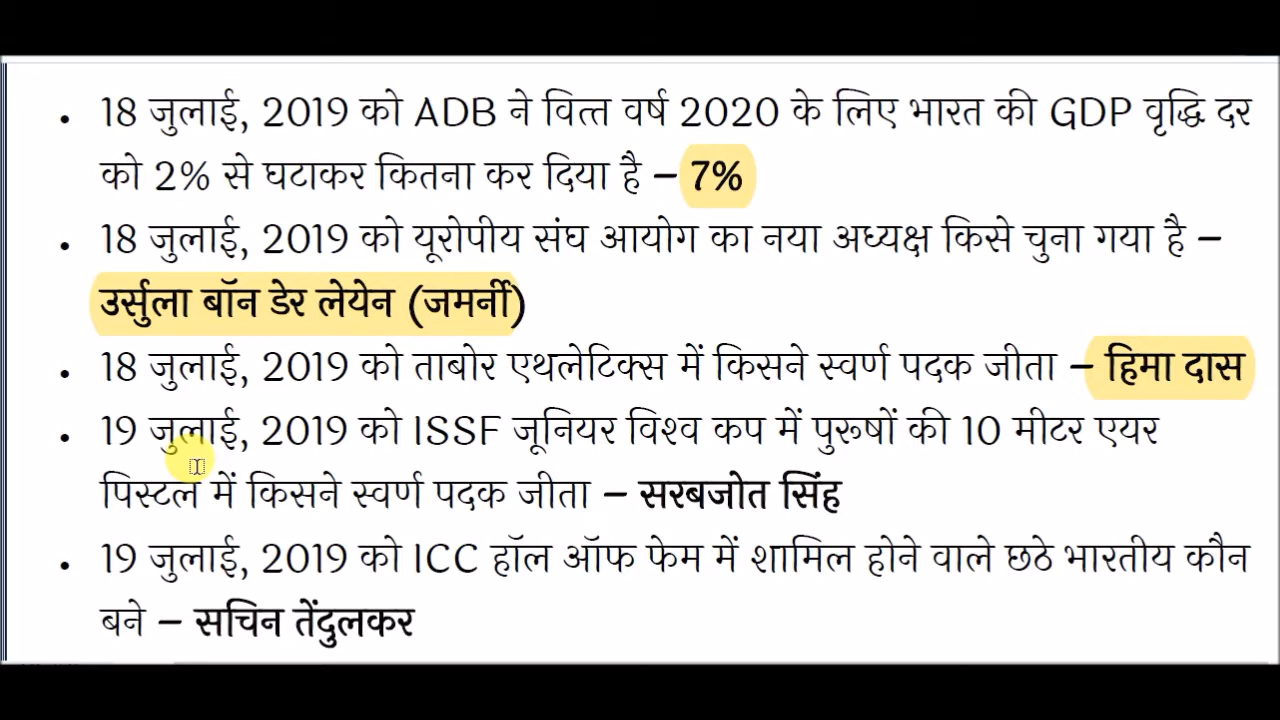 • 18 जुलाई, 2019 को ADB ने वित्त वर्ष 2020 के लिए भारत की GDP वृद्धि दर
को 2% से घटाकर कितना कर दिया है – 7%
• 18 जुलाई, 2019 को यूरोपीय संघ आयोग का नया अध्यक्ष किसे चुना गया है –
उर्सुला बॉन डेर लेयेन (जमर्नी)
• 18 जुलाई, 2019 को ताबोर एथलेटिक्स में किसने स्वर्ण पदक जीता – हिमा दास
• 19 जुलाई, 2019 को ISSF जूनियर विश्व कप में पुरूषों की 10 मीटर एयर
पिस्टल में किसने स्वर्ण पदक जीता – सरबजोत सिंह
• 19 जुलाई, 2019 को ICC हॉल ऑफ फेम में शामिल होने वाले छठे भारतीय कौन
बने – सचिन तेंदुलकर